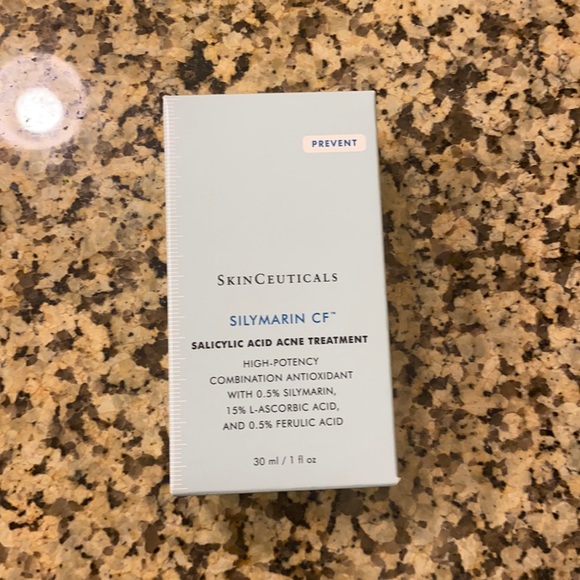 PREVENT
SKINCEUTICALS
SILYMARIN CF™
SALICYLIC ACID ACNE TREATMENT
HIGH-POTENCY
COMBINATION ANTIOXIDANT
WITH 0.5% SILYMARIN,
15% L-ASCORBIC ACID,
AND 0.5% FERULIC ACID
30 ml / 1 fl oz